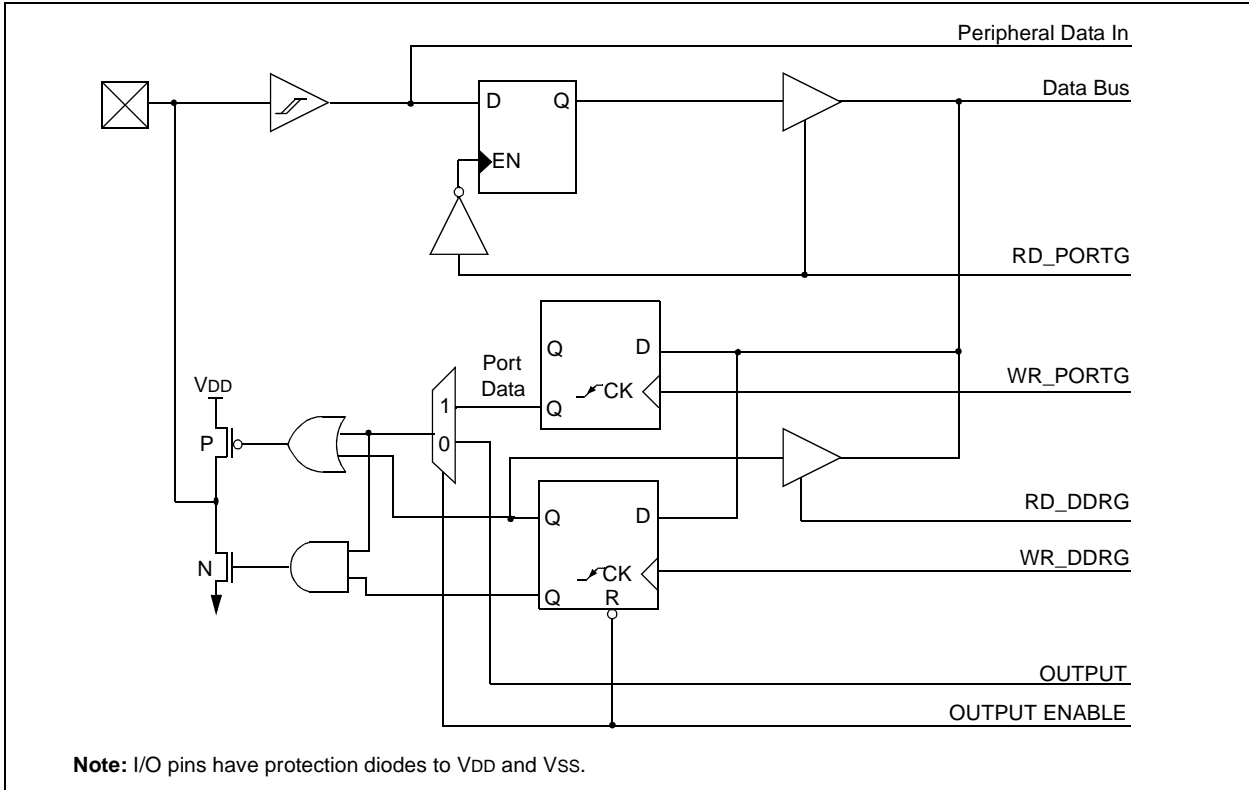 Peripheral Data In
D Q
Data Bus
EN
RD_PORTG
Port
Data
Q D
WR_PORTG
CK
Q
VDD
1
0
P
RD_DDRG
Q D
WR_DDRG
N
CK
Q R
OUTPUT
OUTPUT ENABLE
Note: I/O pins have protection diodes to VDD and VSS.